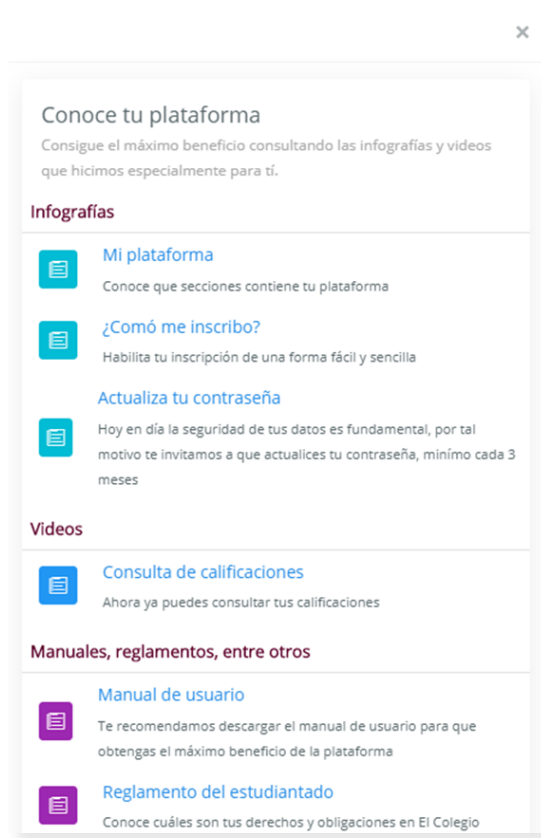 ×
Conoce tu plataforma
Consigue el máximo beneficio consultando las infografías y videos
que hicimos especialmente para tí.
Infografías
Mi plataforma
Conoce que secciones contiene tu plataforma
¿Comó me inscribo?
Habilita tu inscripción de una forma fácil y sencilla
Actualiza tu contraseña
Hoy en día la seguridad de tus datos es fundamental, por tal
motivo te invitamos a que actualices tu contraseña, minímo cada 3
meses
Videos
Consulta de calificaciones
Ahora ya puedes consultar tus calificaciones
Manuales, reglamentos, entre otros
Manual de usuario
Te recomendamos descargar el manual de usuario para que
obtengas el máximo beneficio de la plataforma
Reglamento del estudiantado
Conoce cuáles son tus derechos y obligaciones en El Colegio